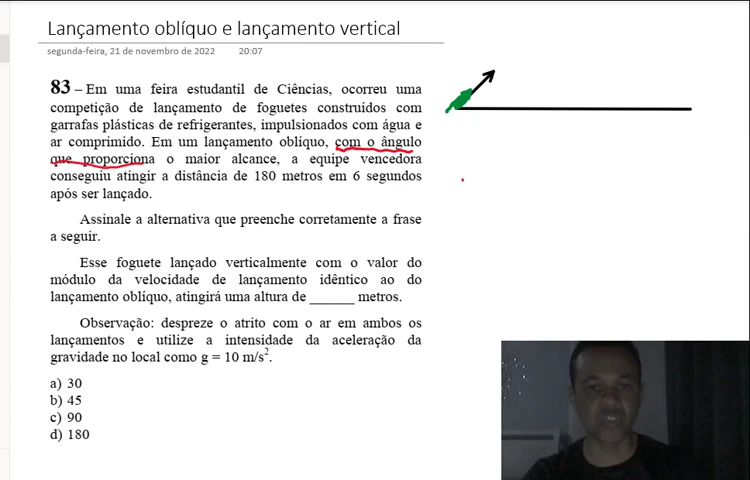 Lançamento oblíquo e lançamento vertical
segunda-feira, 21 de novembro de 2022 20:07
83 – Em uma feira estudantil de Ciências, ocorreu uma
competição de lançamento de foguetes construídos com
garrafas plásticas de refrigerantes, impulsionados com água e
ar comprimido. Em um lançamento oblíquo, com o ângulo
que proporciona o maior alcance, a equipe vencedora
conseguiu atingir a distância de 180 metros em 6 segundos
após ser lançado.
Assinale a alternativa que preenche corretamente a frase
a seguir.
Esse foguete lançado verticalmente com o valor do
módulo da velocidade de lançamento idêntico ao do
lançamento oblíquo, atingirá uma altura de ______ metros.
Observação: despreze o atrito com o ar em ambos os
lançamentos e utilize a intensidade da aceleração da
gravidade no local como g = 10 m/s².
a) 30
b) 45
c) 90
d) 180